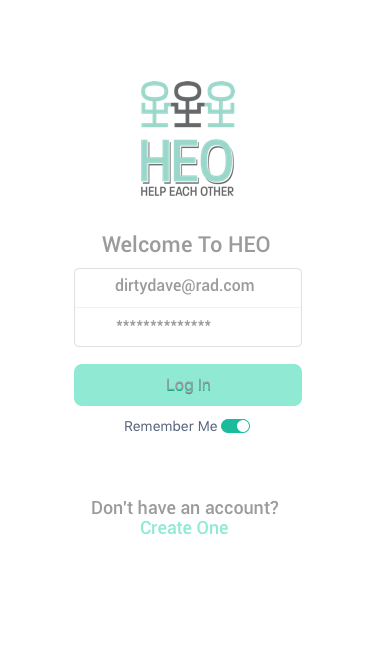 HEO
HELP EACH OTHER
Welcome To HEO
dirtydave@rad.com
**************
Log In
Remember Me
Don't have an account?
Create One